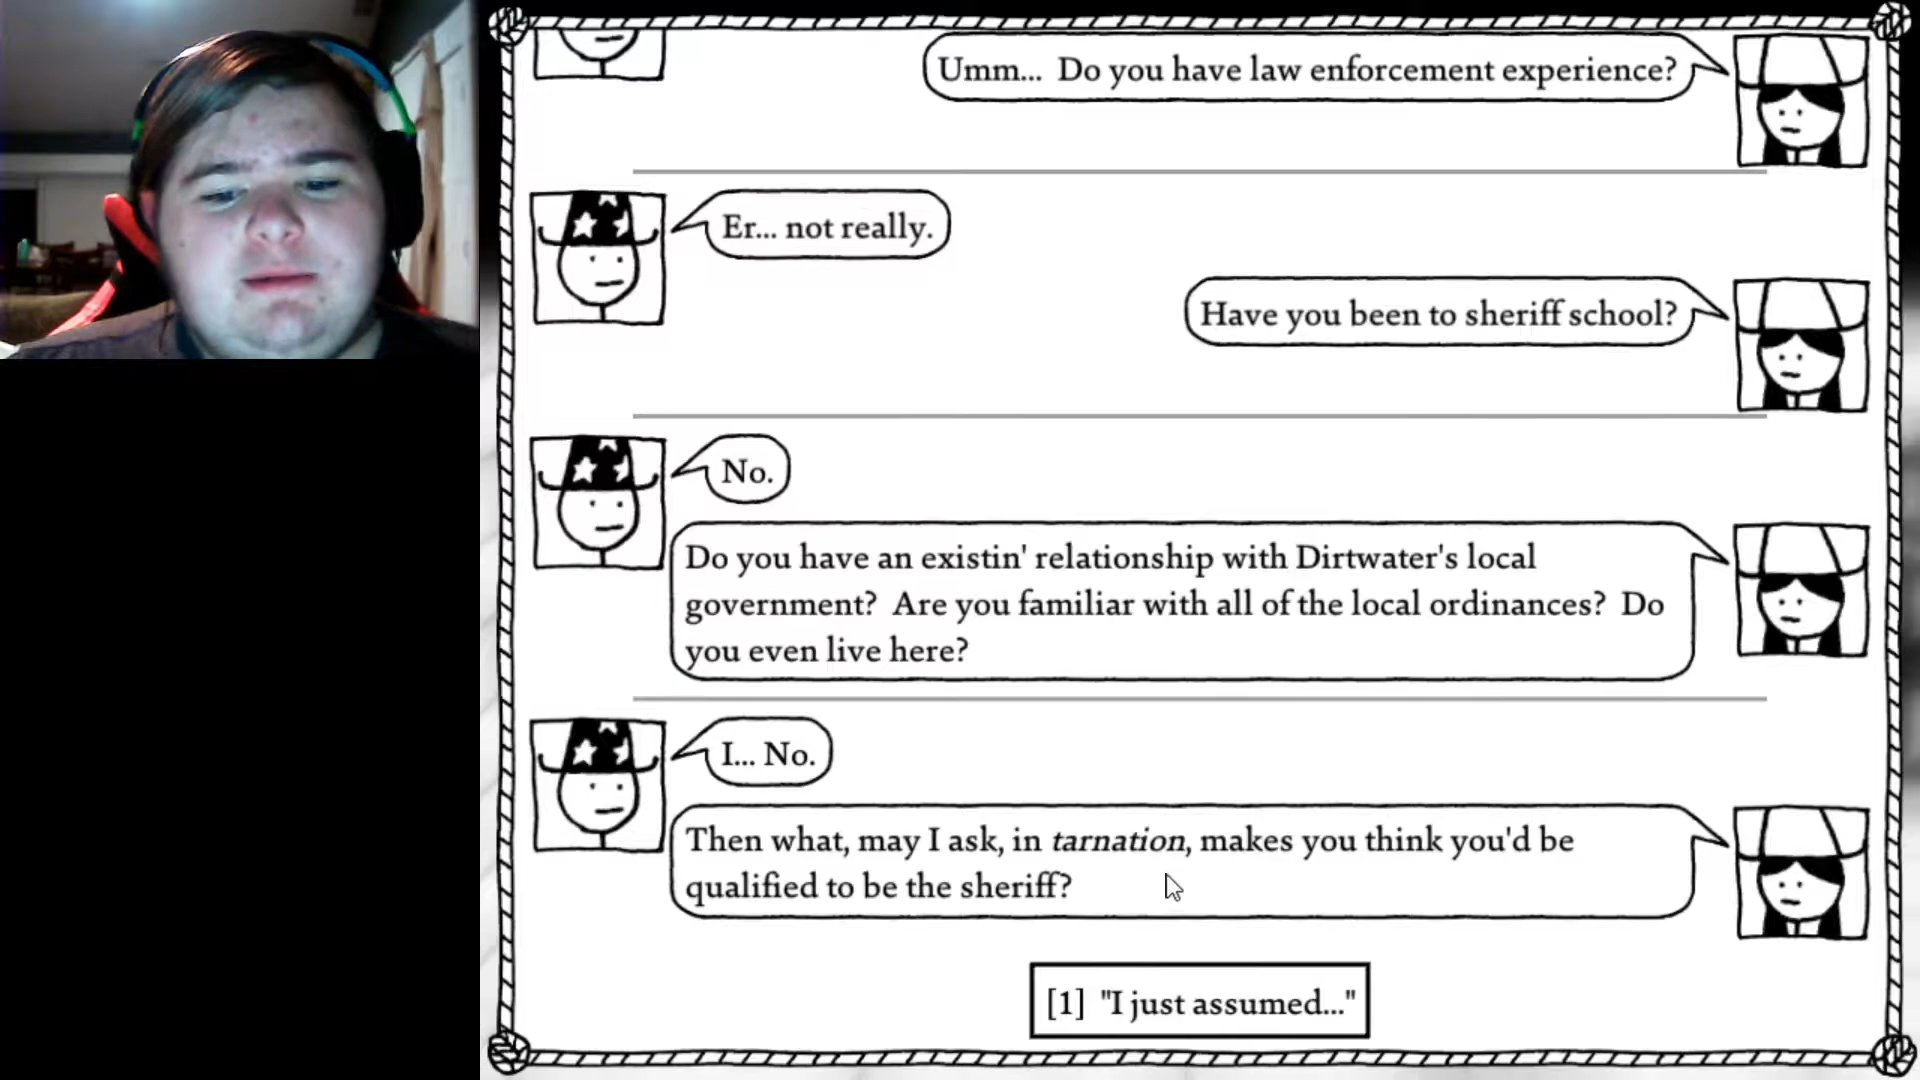 Umm... Do you have law enforcement experience?
Er... not really.
Have you been to sheriff school?
No.
Do you have an existin' relationship with Dirtwater's local
government? Are you familiar with all of the local ordinances? Do
you even live here?
I... No.
Then what, may I ask, in tarnation, makes you think you'd be
qualified to be the sheriff?
[1] "I just assumed..."